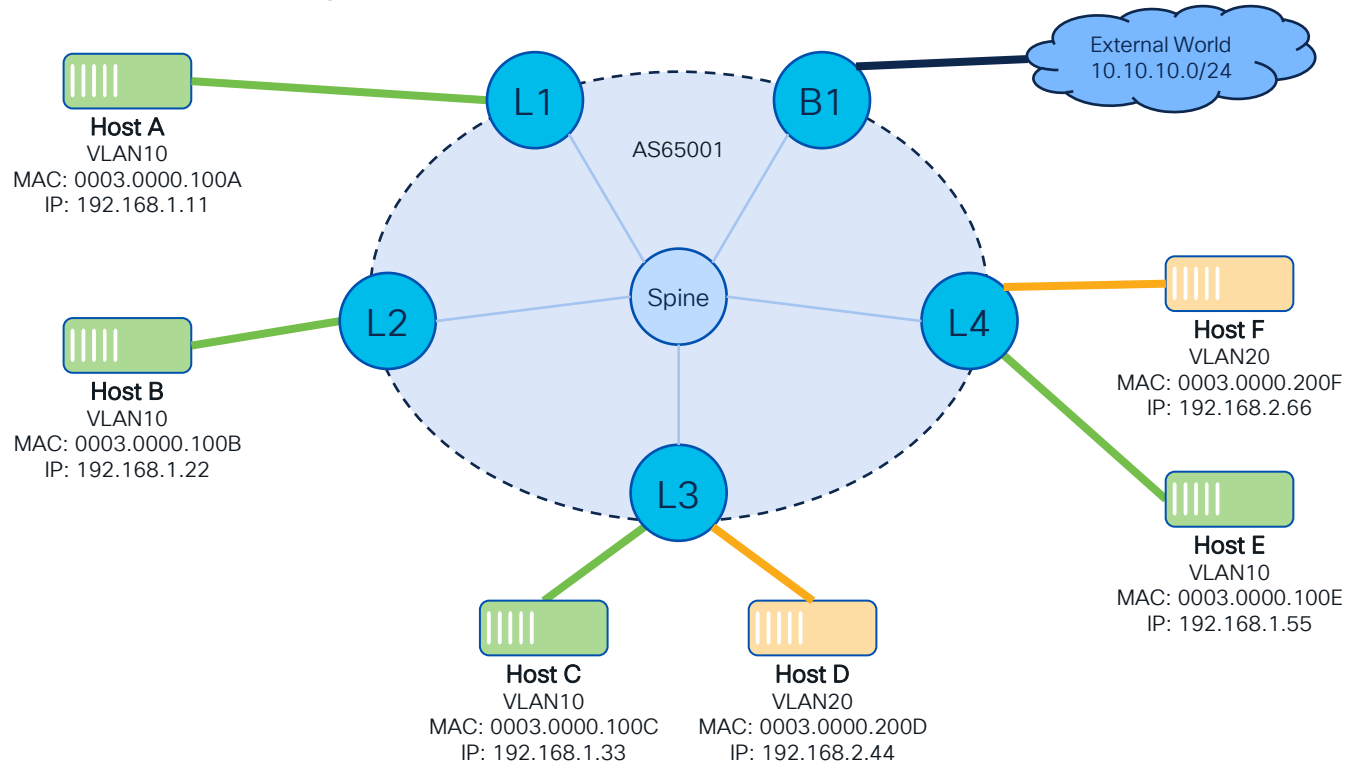 External World
10.10.10.0/24
L1
B1
Host A
VLAN10
MAC: 0003.0000.100A
IP: 192.168.1.11
AS65001
Spine
L2
L4
Host B
VLAN10
MAC: 0003.0000.100B
IP: 192.168.1.22
Host F
VLAN20
MAC: 0003.0000.200F
IP: 192.168.2.66
L3
Host E
VLAN10
MAC: 0003.0000.100E
IP: 192.168.1.55
Host C
VLAN10
MAC: 0003.0000.100C
IP: 192.168.1.33
Host D
VLAN20
MAC: 0003.0000.200D
IP: 192.168.2.44